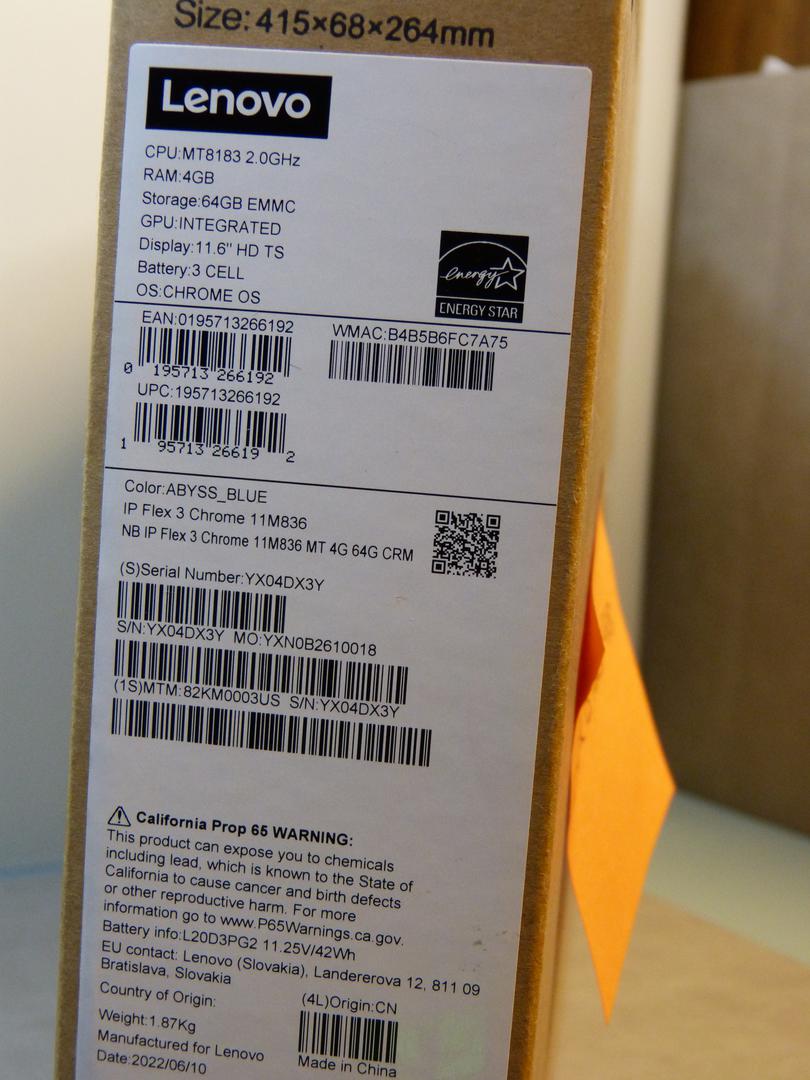 Size: 415×68×264mm
Lenovo
CPU:MT8183 2.0GHz
RAM:4GB
Storage:64GB EMMC
GPU:INTEGRATED
Display:11.6" HD TS
Battery:3 CELL
OS:CHROME OS
energy
ENERGY STAR
EAN:0195713266192
WMAC:B4B5B6FC7A75
0 195713 266192
UPC:195713266192
1 95713 26619 2
Color:ABYSS_BLUE
IP Flex 3 Chrome 11M836
NB IP Flex 3 Chrome 11M836 MT 4G 64G CRM
(S)Serial Number:YX04DX3Y
S/N:YX04DX3Y MO:YXN0B2610018
(1S)MTM:82KM0003US S/N:YX04DX3Y
California Prop 65 WARNING:
This product can expose you to chemicals
including lead, which is known to the State of
California to cause cancer and birth defects
or other reproductive harm. For more
information go to www.P65Warnings.ca.gov.
Battery info:L20D3PG2 11.25V/42Wh
EU contact: Lenovo (Slovakia), Landererova 12, 811 09
Bratislava, Slovakia
Country of Origin:
(4L)Origin:CN
Weight:1.87Kg
Manufactured for Lenovo
Made in China
Date:2022/06/10